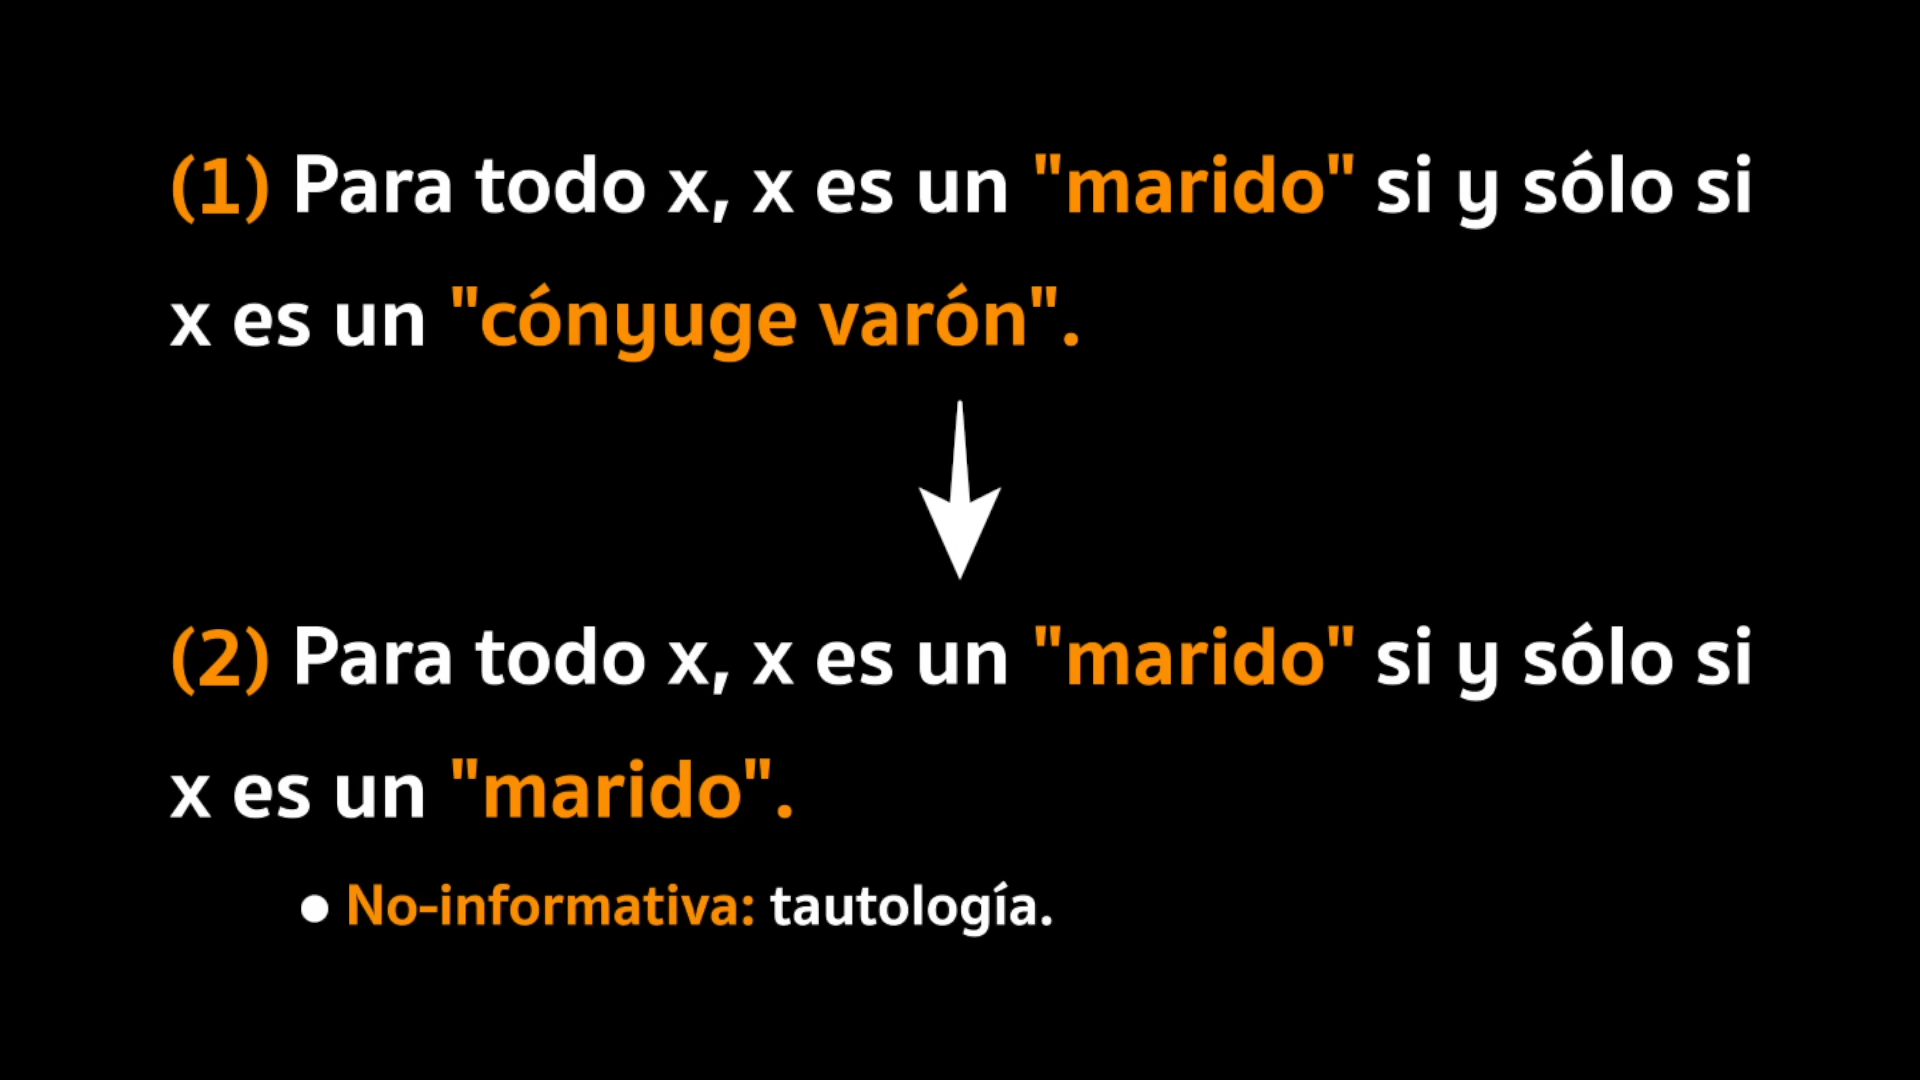 (1) Para todo x, x es un "marido" si y sólo si
x es un "cónyuge varón".
(2) Para todo x, x es un "marido" si y sólo si
x es un "marido".
● No-informativa: tautología.